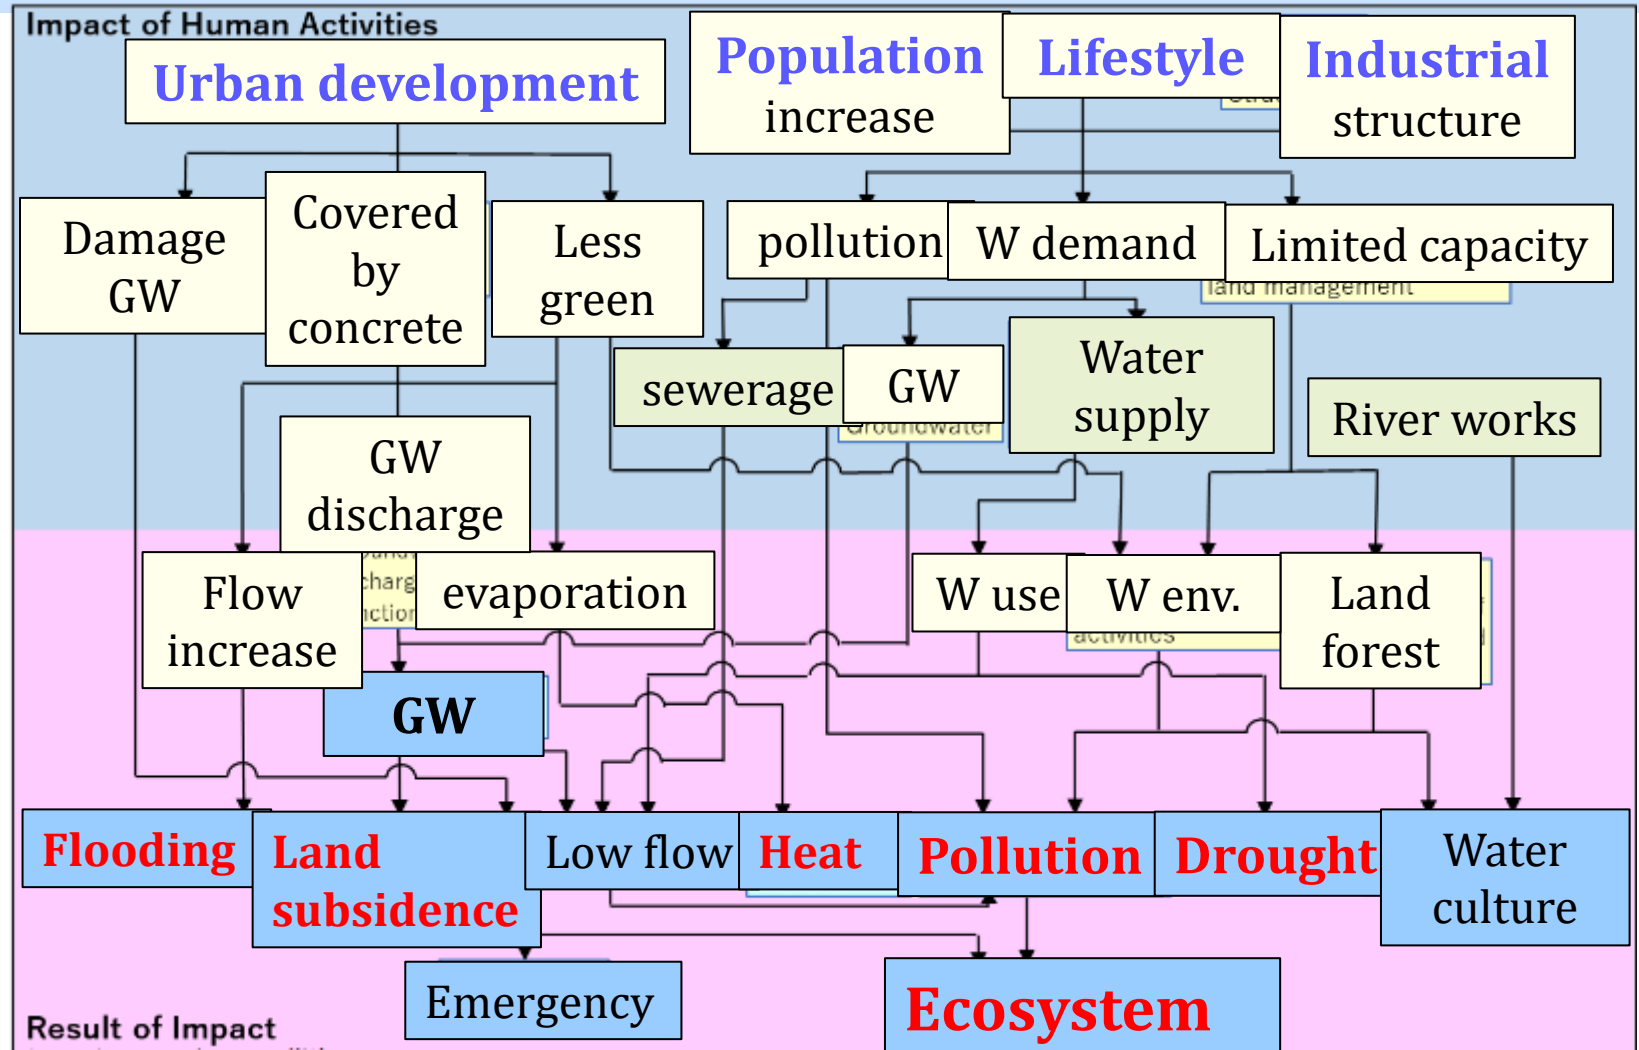 Impact of Human Activities
Urban development
Population
increase
Lifestyle
Industrial
structure
Damage
GW
Covered
by
concrete
Less
green
pollution
W demand
Limited capacity
land management
sewerage
GW
Groundwater
Water
supply
River works
GW
discharge
Flow
increase
evaporation
W use
W env.
activities
Land
forest
GW
Flooding
Land
subsidence
Low flow
Heat
Pollution
Drought
Water
culture
Emergency
Ecosystem
Result of Impact